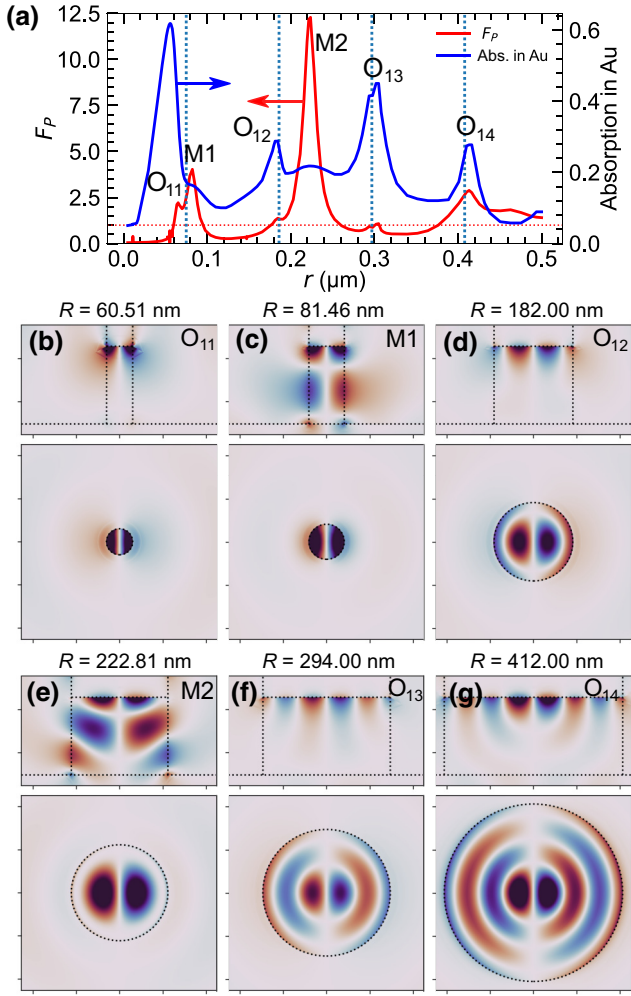 (a)
12.5
10.0
7.5
5.0
2.5
0.0
F_P
0.6
0.4
0.2
0.0
Absorption in Au
F_P
Abs. in Au
O₁₁
M1
O₁₂
M2
O₁₃
O₁₄
0.0 0.1 0.2 0.3 0.4 0.5
r (μm)
R = 60.51 nm R = 81.46 nm R = 182.00 nm
(b) O₁₁ (c) M1 (d) O₁₂
R = 222.81 nm R = 294.00 nm R = 412.00 nm
(e) M2 (f) O₁₃ (g) O₁₄